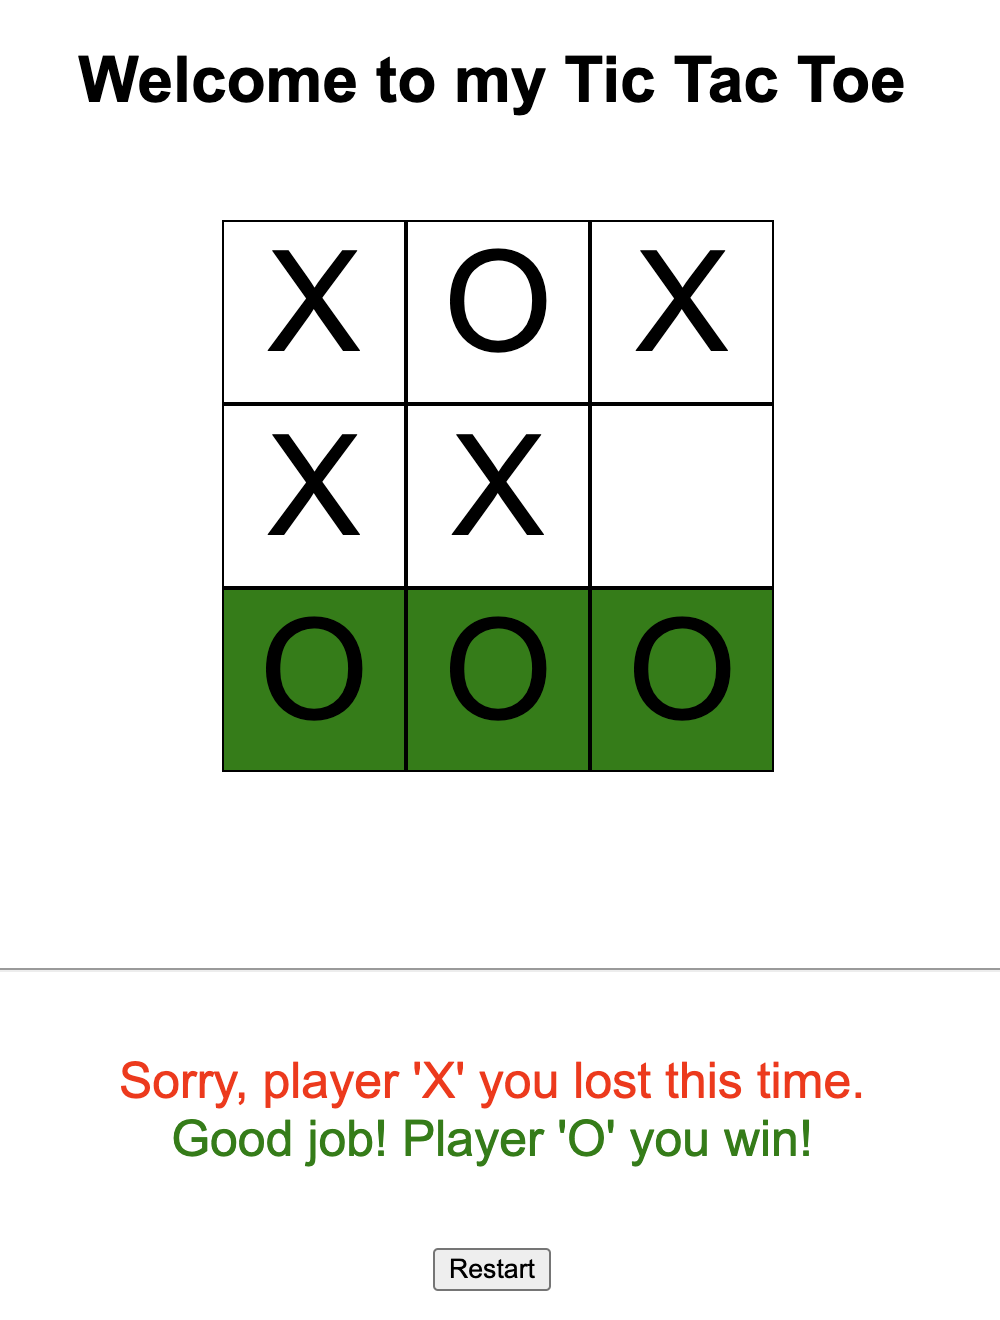 Welcome to my Tic Tac Toe
X O X
X X
O O O
Sorry, player 'X' you lost this time.
Good job! Player 'O' you win!
Restart